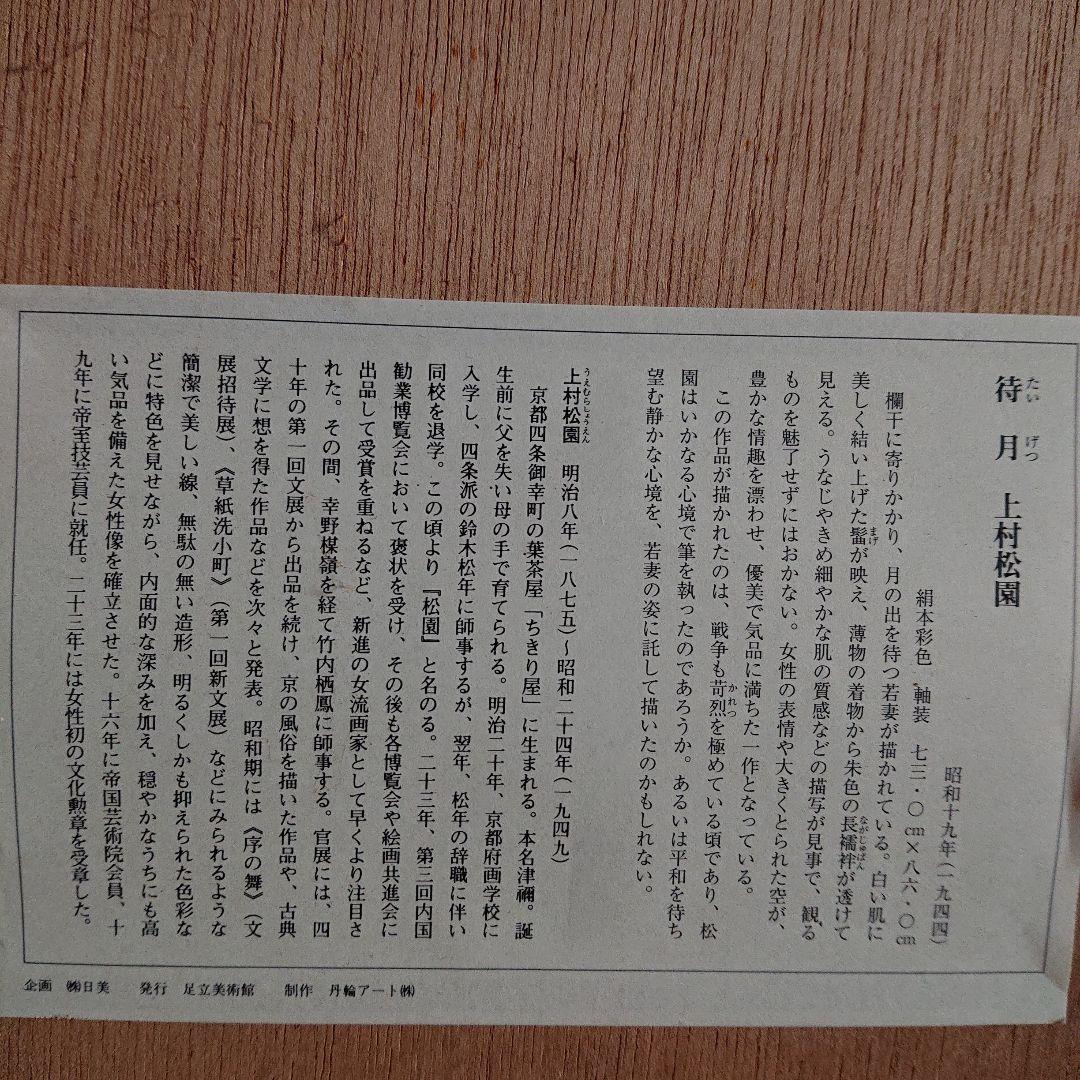 待月 上村松園
たい げつ
昭和十九年(一九四四)
絹本彩色 軸装 七三・〇cm×八六・〇cm
欄干に寄りかかり、月の出を待つ若妻が描かれている。白い肌に
美しく結い上げた髷が映え、薄物の着物から朱色の長襦袢が透けて
まげ
ながじゅばん
見える。うなじやきめ細やかな肌の質感などの描写が見事で、観る
ものを魅了せずにはおかない。女性の表情や大きくとられた空が、
豊かな情趣を漂わせ、優美で気品に満ちた一作となっている。
この作品が描かれたのは、戦争も苛烈を極めている頃であり、松
かれつ
園はいかなる心境で筆を執ったのであろうか。あるいは平和を待ち
望む静かな心境を、若妻の姿に託して描いたのかもしれない。
上村松園 明治八年(一八七五)〜昭和二十四年(一九四九)
うえむらしょうえん
京都四条御幸町の葉茶屋「ちきり屋」に生まれる。本名津禰。誕
生前に父を失い母の手で育てられる。明治二十年、京都府画学校に
入学し、四条派の鈴木松年に師事するが、翌年、松年の辞職に伴い
同校を退学。この頃より『松園』と名のる。二十三年、第三回内国
勧業博覧会において褒状を受け、その後も各博覧会や絵画共進会に
出品して受賞を重ねるなど、新進の女流画家として早くより注目さ
れた。その間、幸野楳嶺を経て竹内栖鳳に師事する。官展には、四
十年の第一回文展から出品を続け、京の風俗を描いた作品や、古典
文学に想を得た作品などを次々と発表。昭和期には《序の舞》(文
展招待展)、《草紙洗小町》(第一回新文展)などにみられるような
簡潔で美しい線、無駄の無い造形、明るくしかも抑えられた色彩な
どに特色を見せながら、内面的な深みを加え、穏やかなうちにも高
い気品を備えた女性像を確立させた。十六年に帝国芸術院会員、十
九年に帝室技芸員に就任。二十三年には女性初の文化勲章を受章した。
企画 ㈱日美 発行 足立美術館 制作 丹輪アート㈱